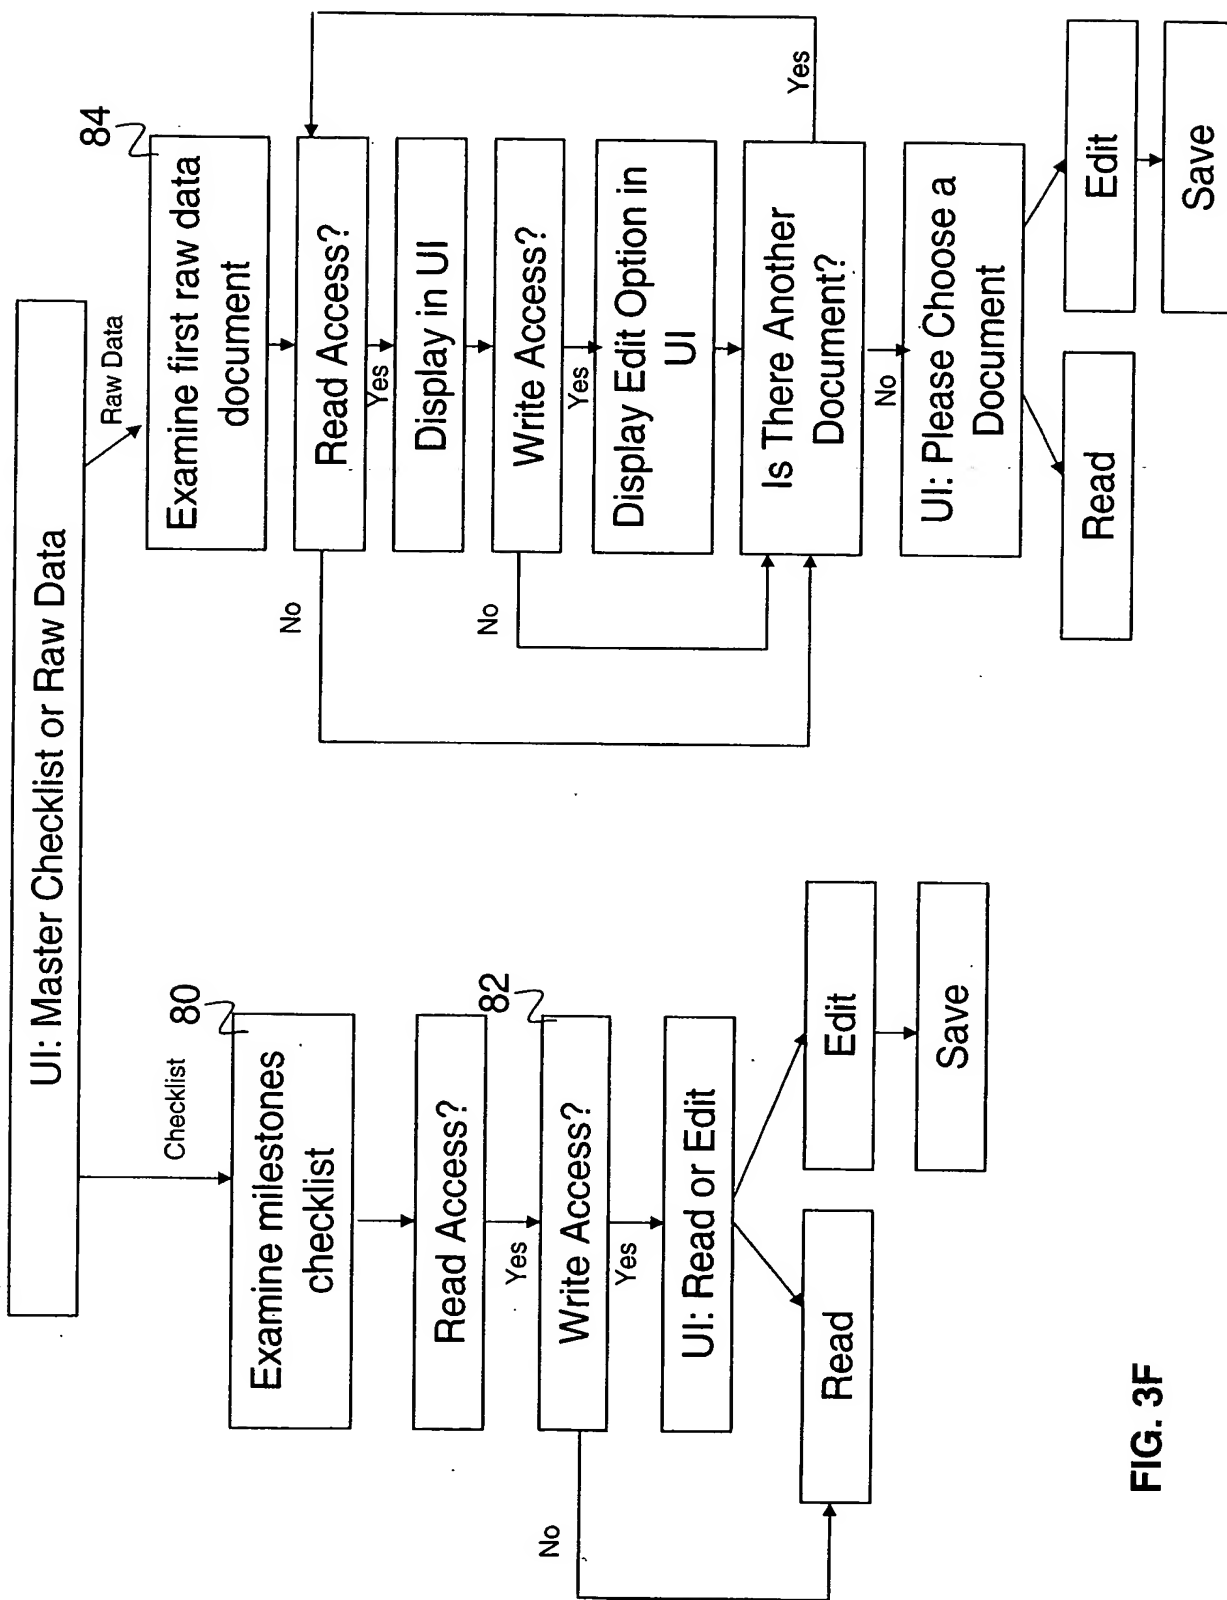 UI: Master Checklist or Raw Data
Checklist
80
Examine milestones
checklist
Read Access?
Yes
82
Write Access?
Yes
No
UI: Read or Edit
Read
Edit
Save
Raw Data
84
Examine first raw data
document
Read Access?
No
Yes
Display in UI
Write Access?
No
Yes
Display Edit Option in
UI
Is There Another
Document?
Yes
No
UI: Please Choose a
Document
Read
Edit
Save
FIG. 3F